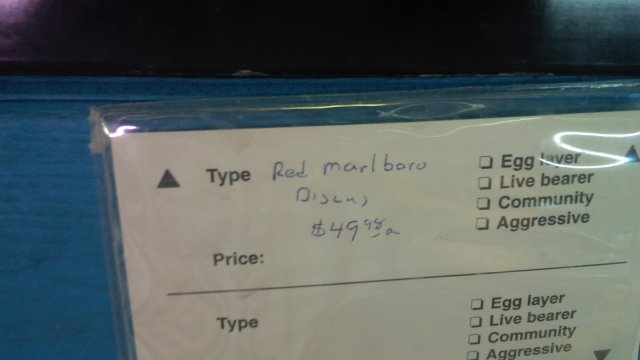 ▲ Type Red marlboro ☐ Egg layer ▲
Discus ☐ Live bearer
$49.98 ea ☐ Community
☐ Aggressive
Price:
Type ☐ Egg layer
☐ Live bearer
☐ Community
☐ Aggressive ▼